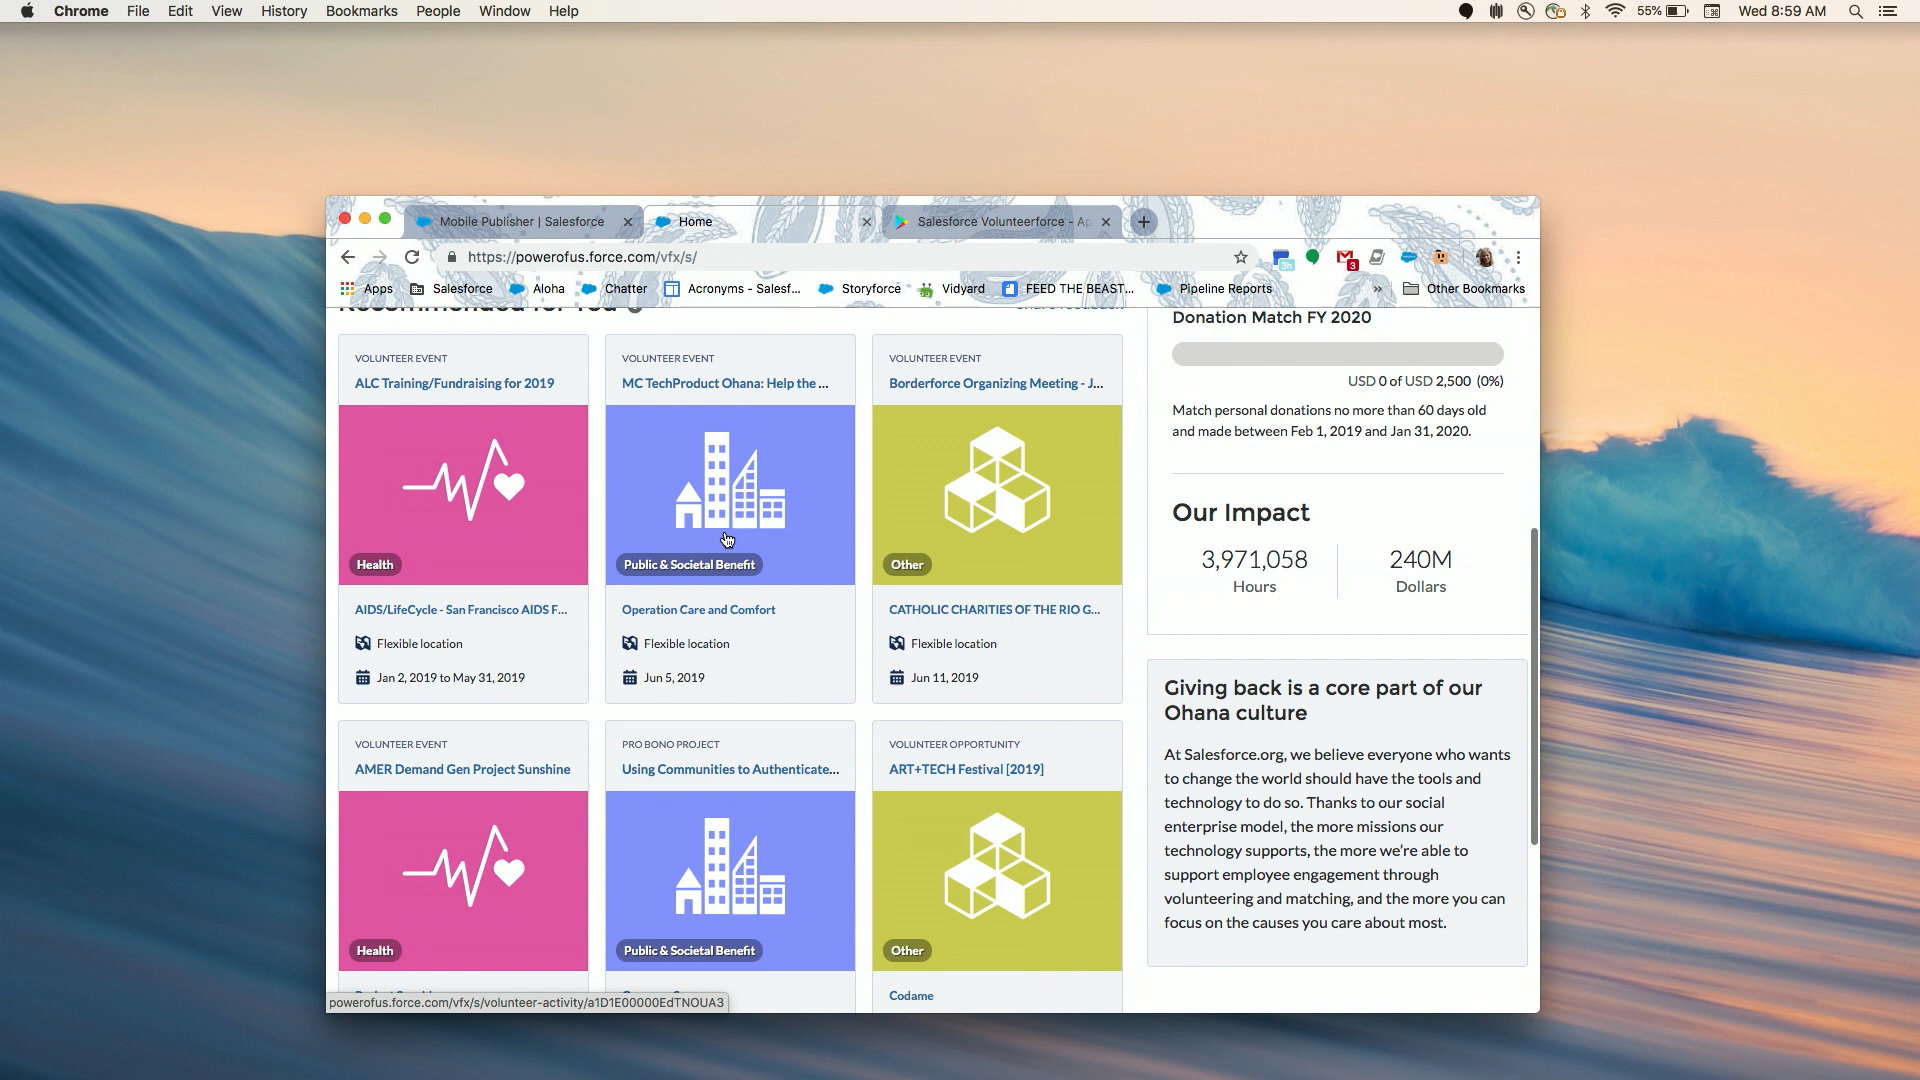 Chrome File Edit View History Bookmarks People Window Help
55% Wed 8:59 AM
Mobile Publisher | Salesforce
Home
Salesforce Volunteerforce - Ap
https://powerofus.force.com/vfx/s/
3h
3
Apps Salesforce Aloha Chatter Acronyms - Salesf... Storyforce Vidyard FEED THE BEAST... Pipeline Reports » Other Bookmarks
Recommended for You
Share Feedback
VOLUNTEER EVENT
ALC Training/Fundraising for 2019
Health
AIDS/LifeCycle - San Francisco AIDS F...
Flexible location
Jan 2, 2019 to May 31, 2019
VOLUNTEER EVENT
MC TechProduct Ohana: Help the ...
Public & Societal Benefit
Operation Care and Comfort
Flexible location
Jun 5, 2019
VOLUNTEER EVENT
Borderforce Organizing Meeting - J...
Other
CATHOLIC CHARITIES OF THE RIO G...
Flexible location
Jun 11, 2019
VOLUNTEER EVENT
AMER Demand Gen Project Sunshine
Health
PRO BONO PROJECT
Using Communities to Authenticate...
Public & Societal Benefit
VOLUNTEER OPPORTUNITY
ART+TECH Festival [2019]
Other
Codame
Donation Match FY 2020
USD 0 of USD 2,500 (0%)
Match personal donations no more than 60 days old
and made between Feb 1, 2019 and Jan 31, 2020.
Our Impact
3,971,058
Hours
240M
Dollars
Giving back is a core part of our
Ohana culture
At Salesforce.org, we believe everyone who wants
to change the world should have the tools and
technology to do so. Thanks to our social
enterprise model, the more missions our
technology supports, the more we're able to
support employee engagement through
volunteering and matching, and the more you can
focus on the causes you care about most.
powerofus.force.com/vfx/s/volunteer-activity/a1D1E00000EdTNOUA3